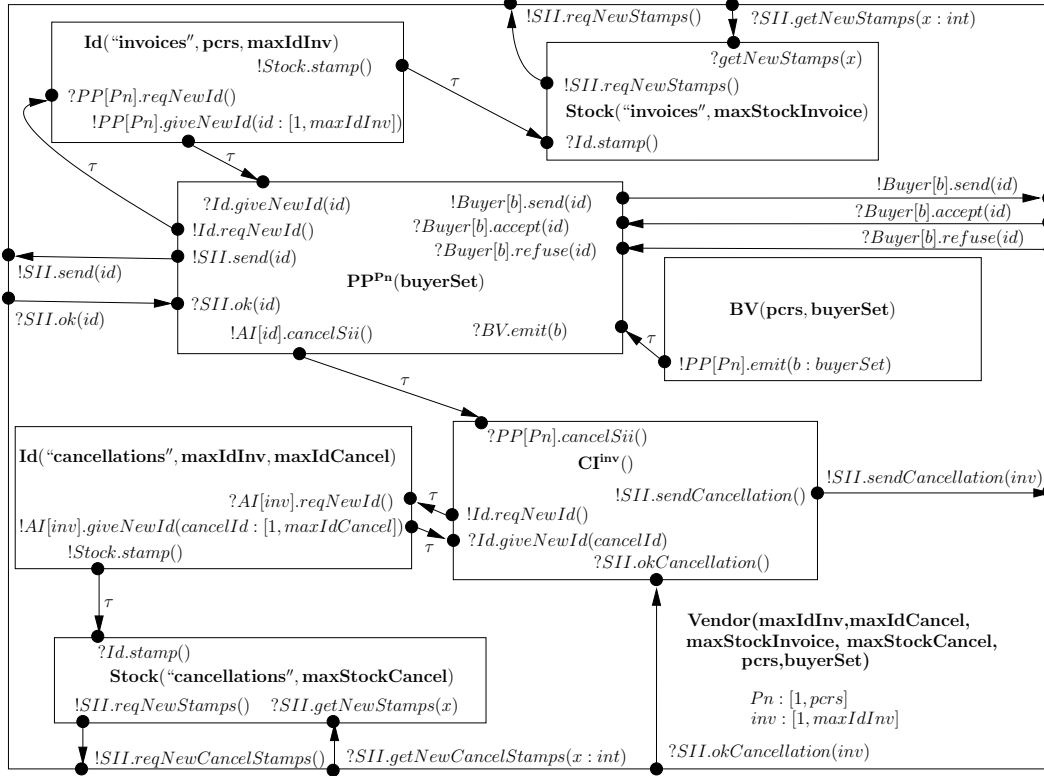 !SII.reqNewStamps()
?SII.getNewStamps(x : int)
Id(“invoices″, pcrs, maxIdInv)
!Stock.stamp()
τ
?getNewStamps(x)
?PP[Pn].reqNewId()
!SII.reqNewStamps()
!PP[Pn].giveNewId(id : [1, maxIdInv])
Stock(“invoices″, maxStockInvoice)
?Id.stamp()
τ
τ
?Id.giveNewId(id)
!Buyer[b].send(id)
!Buyer[b].send(id)
!Id.reqNewId()
?Buyer[b].accept(id)
?Buyer[b].accept(id)
!SII.send(id)
?Buyer[b].refuse(id)
?Buyer[b].refuse(id)
!SII.send(id)
PP^Pn(buyerSet)
?SII.ok(id)
BV(pcrs, buyerSet)
?SII.ok(id)
!AI[id].cancelSii()
?BV.emit(b)
τ
!PP[Pn].emit(b : buyerSet)
τ
?PP[Pn].cancelSii()
Id(“cancellations″, maxIdInv, maxIdCancel)
CI^inv()
!SII.sendCancellation(inv)
?AI[inv].reqNewId()
τ
!SII.sendCancellation()
!Id.reqNewId()
!AI[inv].giveNewId(cancelId : [1, maxIdCancel])
τ
?Id.giveNewId(cancelId)
!Stock.stamp()
?SII.okCancellation()
τ
Vendor(maxIdInv,maxIdCancel,
maxStockInvoice, maxStockCancel,
pcrs,buyerSet)
?Id.stamp()
Stock(“cancellations″, maxStockCancel)
Pn : [1, pcrs]
!SII.reqNewStamps()
?SII.getNewStamps(x)
inv : [1, maxIdInv]
!SII.reqNewCancelStamps()
?SII.getNewCancelStamps(x : int)
?SII.okCancellation(inv)